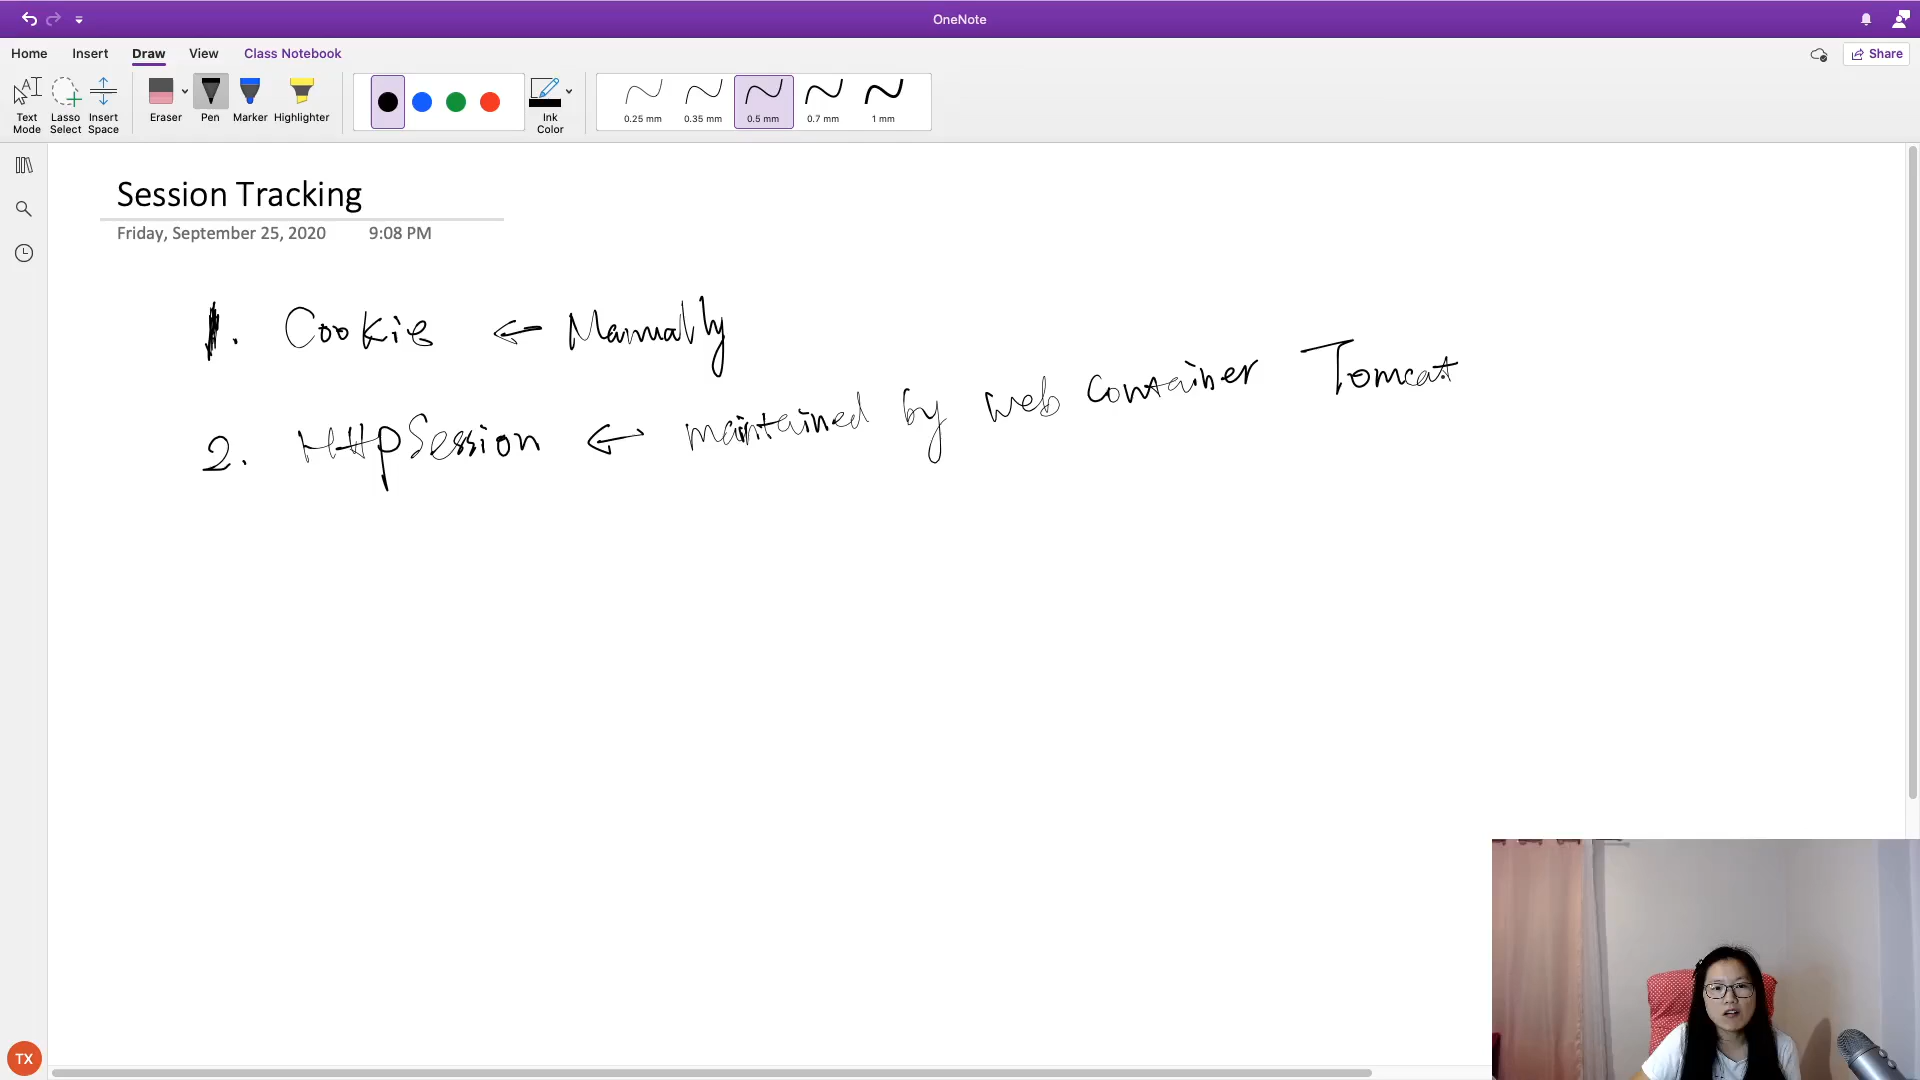 OneNote
Home Insert Draw View Class Notebook
Share
Text Mode
Lasso Select
Insert Space
Eraser
Pen
Marker
Highlighter
Ink Color
0.25 mm
0.35 mm
0.5 mm
0.7 mm
1 mm
Session Tracking
Friday, September 25, 2020 9:08 PM
1. Cookie ← Manually
2. HttpSession ← maintained by web container Tomcat
TX